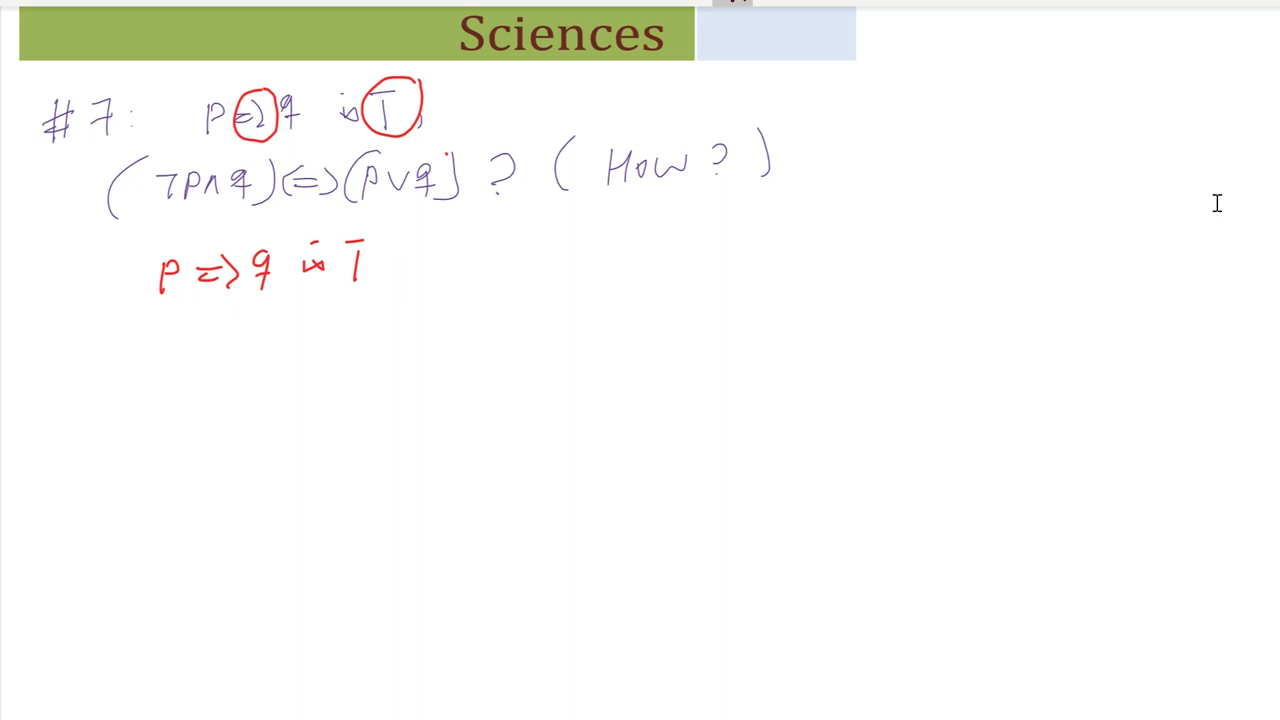 Sciences
#7: p => q is T,
(¬p ∧ q) <=> (p ∨ q) ? (How?)
p => q is T